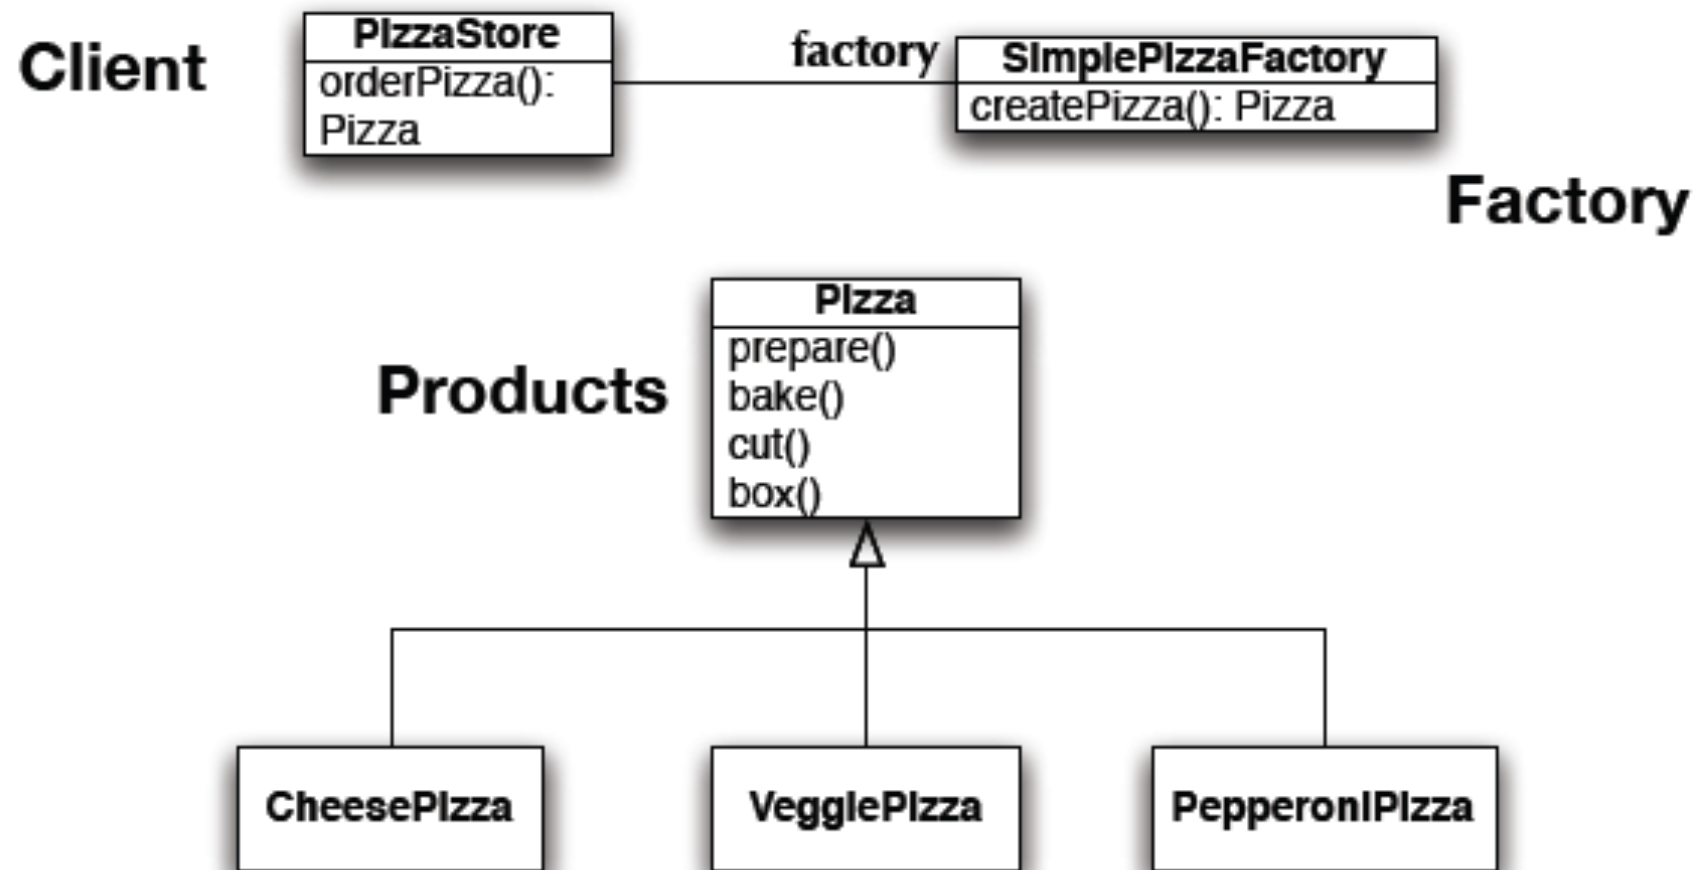 Client
PizzaStore
orderPizza():
Pizza
factory
SimplePizzaFactory
createPizza(): Pizza
Factory
Products
Pizza
prepare()
bake()
cut()
box()
CheesePizza
VeggiePizza
PepperoniPizza